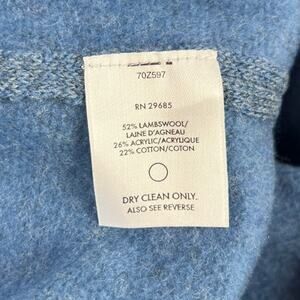 70Z597
RN 29685
52% LAMBSWOOL/
LAINE D'AGNEAU
26% ACRYLIC/ACRYLIQUE
22% COTTON/COTON
DRY CLEAN ONLY.
ALSO SEE REVERSE